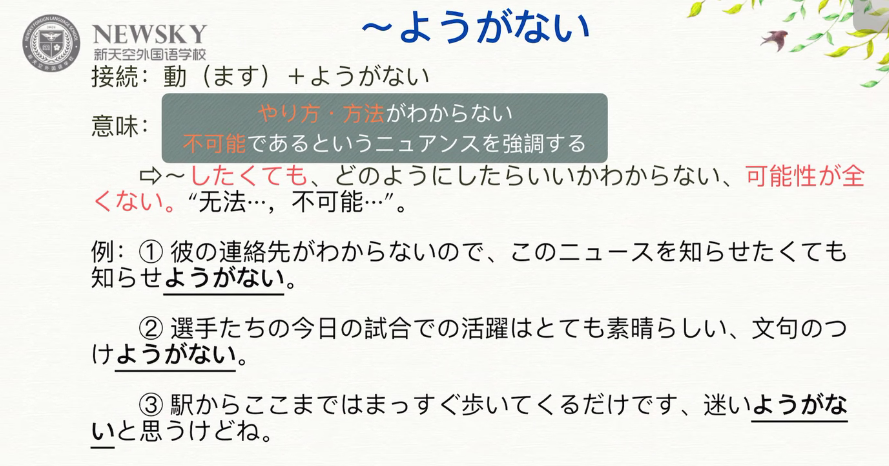 ～ようがない
NEWSKY
新天空外国语学校
接続：動（ます）＋ようがない
意味：
やり方・方法がわからない
不可能であるというニュアンスを強調する
⇨～したくても、どのようにしたらいいかわからない、可能性が全
くない。“无法…，不可能…”。
例：① 彼の連絡先がわからないので、このニュースを知らせたくても
知らせようがない。
② 選手たちの今日の試合での活躍はとても素晴らしい、文句のつ
けようがない。
③ 駅からここまではまっすぐ歩いてくるだけです、迷いようがな
いと思うけどね。